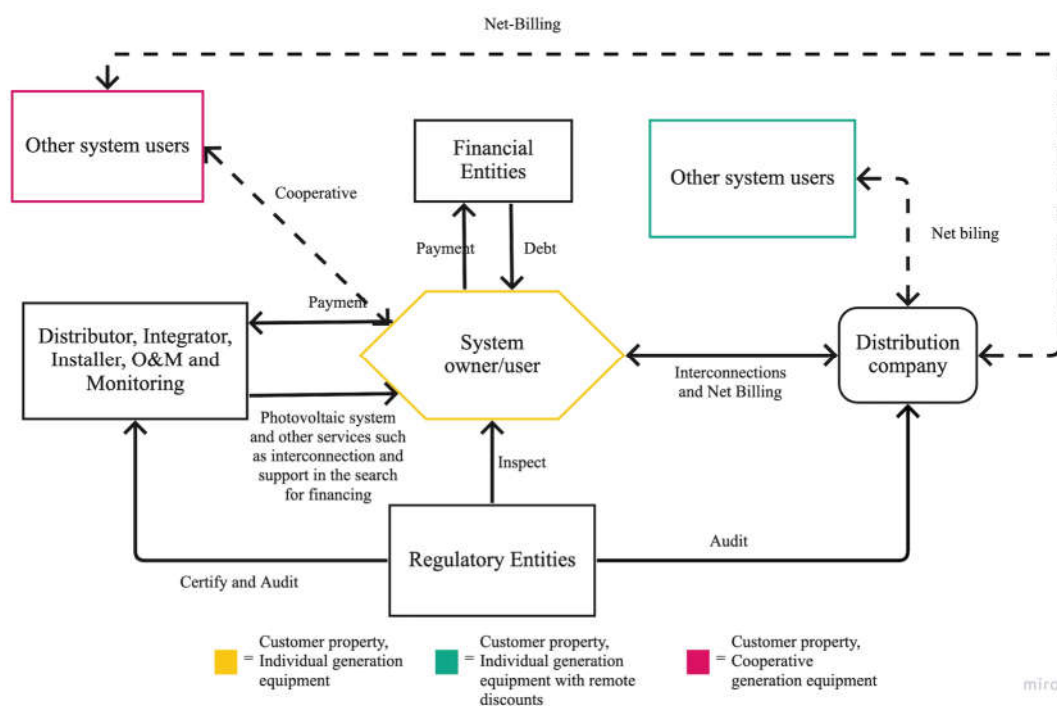 Net-Billing
Other system users
Cooperative
Financial
Entities
Other system users
Net biling
Payment
Debt
Payment
Distributor, Integrator,
Installer, O&M and
Monitoring
System
owner/user
Distribution
company
Interconnections
and Net Billing
Photovoltaic system
and other services such
as interconnection and
support in the search
for financing
Inspect
Regulatory Entities
Audit
Certify and Audit
= Customer property,
Individual generation
equipment
= Customer property,
Individual generation
equipment with remote
discounts
= Customer property,
Cooperative
generation equipment